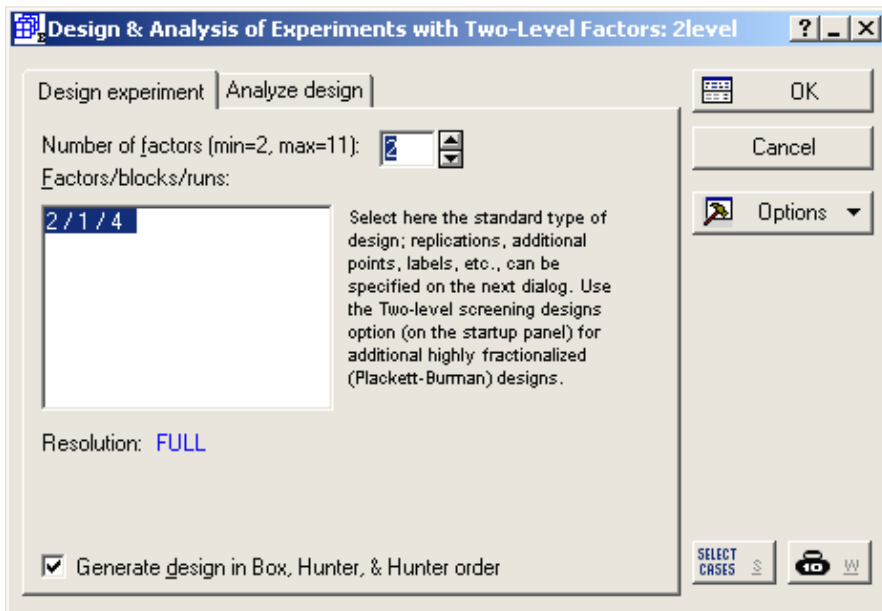 Design & Analysis of Experiments with Two-Level Factors: 2level
Design experiment
Analyze design
OK
Number of factors (min=2, max=11): 2
Cancel
Factors/blocks/runs:
2 / 1 / 4
Options
Select here the standard type of
design; replications, additional
points, labels, etc., can be
specified on the next dialog. Use
the Two-level screening designs
option (on the startup panel) for
additional highly fractionalized
(Plackett-Burman) designs.
Resolution: FULL
Generate design in Box, Hunter, & Hunter order
SELECT
CASES S
10 W